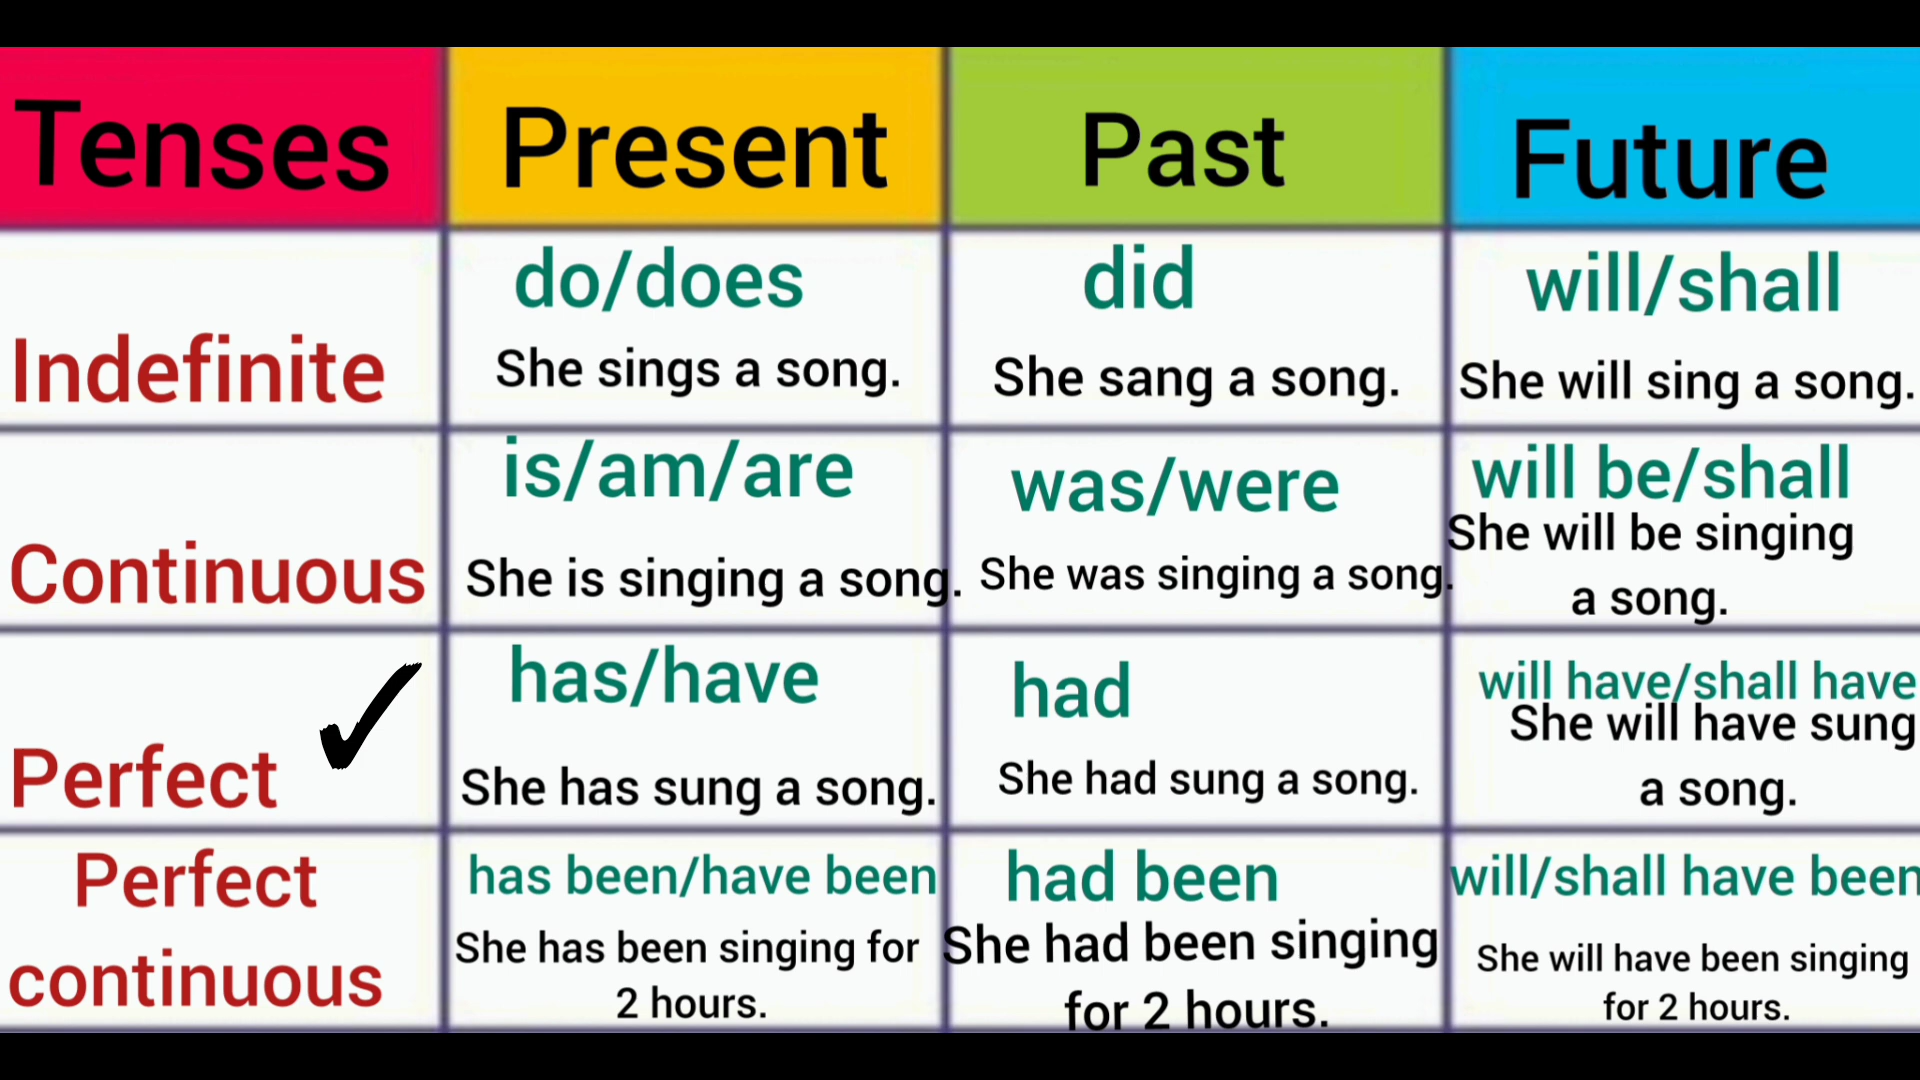 Tenses Present Past Future
Indefinite
do/does
She sings a song.
did
She sang a song.
will/shall
She will sing a song.
Continuous
is/am/are
She is singing a song.
was/were
She was singing a song.
will be/shall
She will be singing
a song.
Perfect
has/have
She has sung a song.
had
She had sung a song.
will have/shall have
She will have sung
a song.
Perfect
continuous
has been/have been
She has been singing for
2 hours.
had been
She had been singing
for 2 hours.
will/shall have been
She will have been singing
for 2 hours.